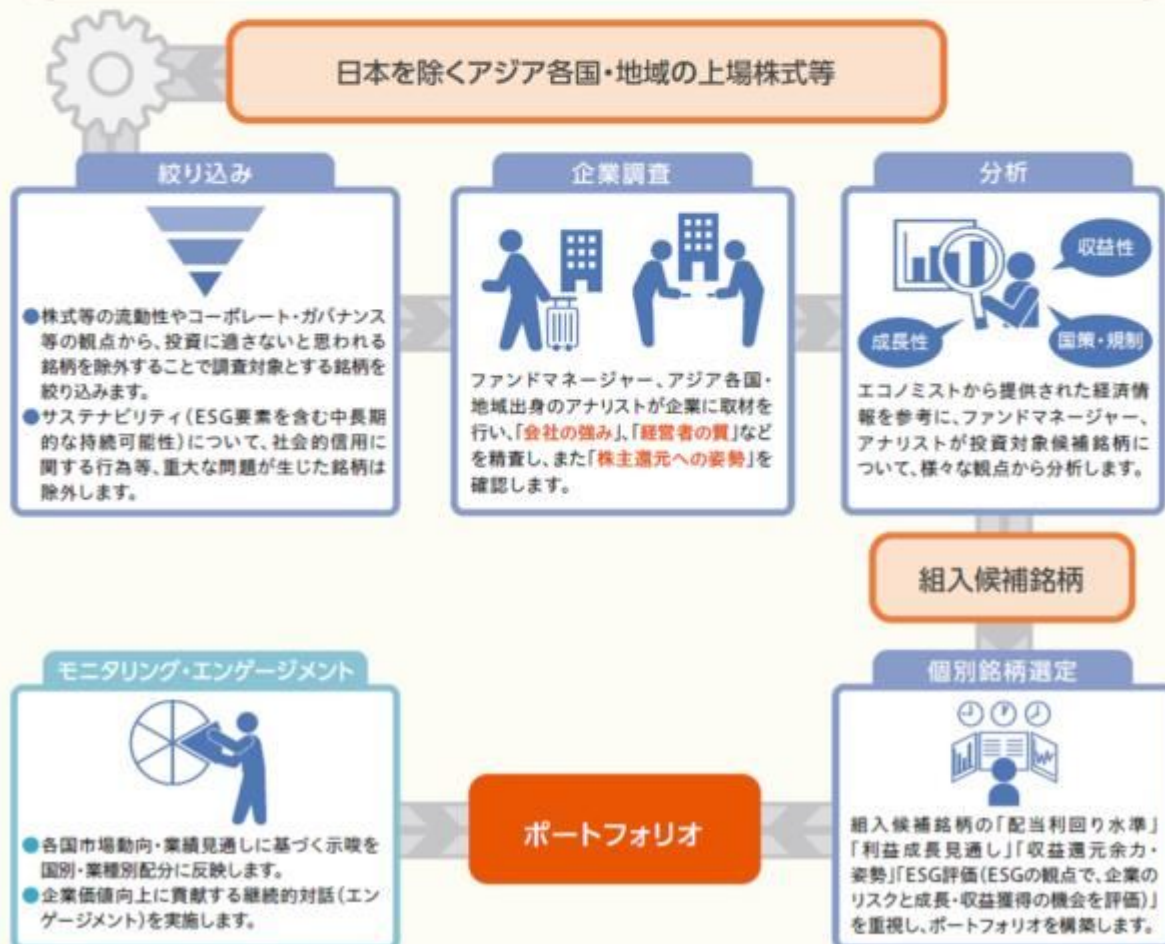 日本を除くアジア各国・地域の上場株式等
絞り込み
●株式等の流動性やコーポレート・ガバナンス
等の観点から、投資に適さないと思われる
銘柄を除外することで調査対象とする銘柄を
絞り込みます。
●サステナビリティ(ESG要素を含む中長期
的な持続可能性)について、社会的信用に
関する行為等、重大な問題が生じた銘柄は
除外します。
企業調査
ファンドマネージャー、アジア各国・
地域出身のアナリストが企業に取材を
行い、「会社の強み」、「経営者の質」など
を精査し、また「株主還元への姿勢」を
確認します。
分析
収益性
成長性
国策・規制
エコノミストから提供された経済情
報を参考に、ファンドマネージャー、
アナリストが投資対象候補銘柄に
ついて、様々な観点から分析します。
組入候補銘柄
個別銘柄選定
組入候補銘柄の「配当利回り水準」
「利益成長見通し」「収益還元余力・
姿勢」「ESG評価(ESGの観点で、企業の
リスクと成長・収益獲得の機会を評価)」
を重視し、ポートフォリオを構築します。
ポートフォリオ
モニタリング・エンゲージメント
●各国市場動向・業績見通しに基づく示唆を
国別・業種別配分に反映します。
●企業価値向上に貢献する継続的対話(エン
ゲージメント)を実施します。